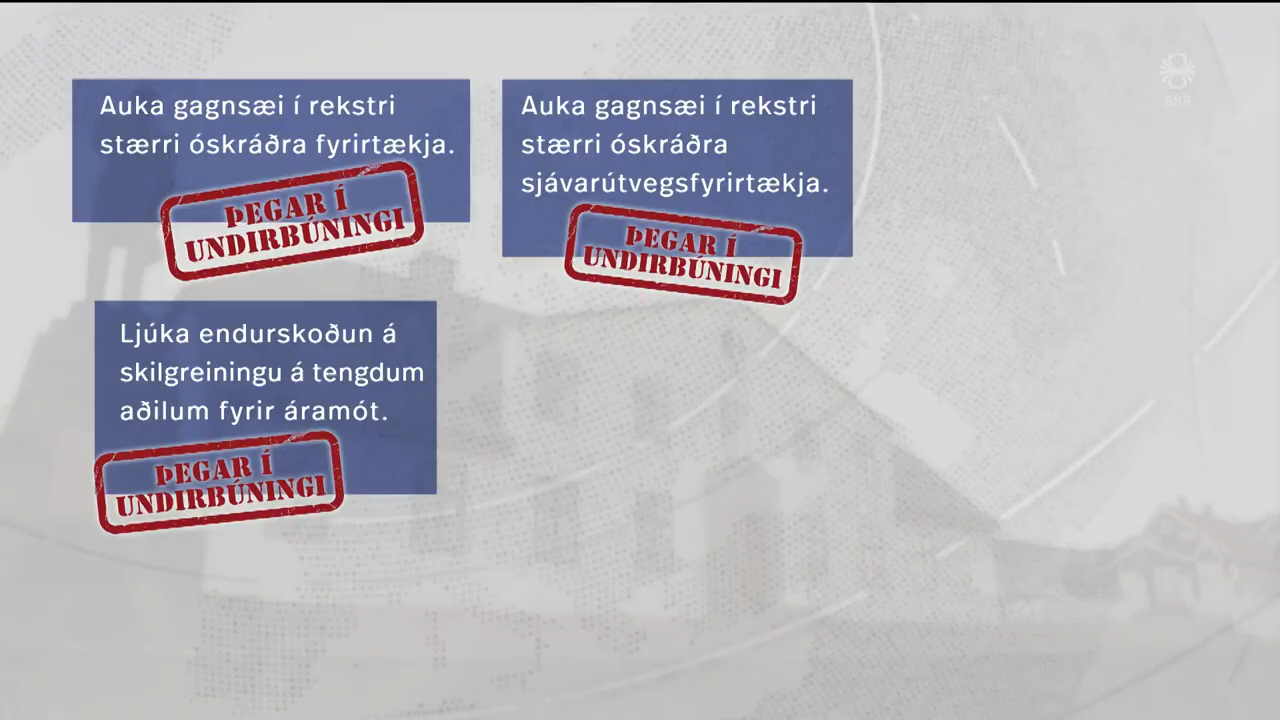 Auka gagnsæi í rekstri
stærri óskráðra fyrirtækja.
ÞEGAR Í
UNDIRBÚNINGI
Auka gagnsæi í rekstri
stærri óskráðra
sjávarútvegsfyrirtækja.
ÞEGAR Í
UNDIRBÚNINGI
Ljúka endurskoðun á
skilgreiningu á tengdum
aðilum fyrir áramót.
ÞEGAR Í
UNDIRBÚNINGI
888